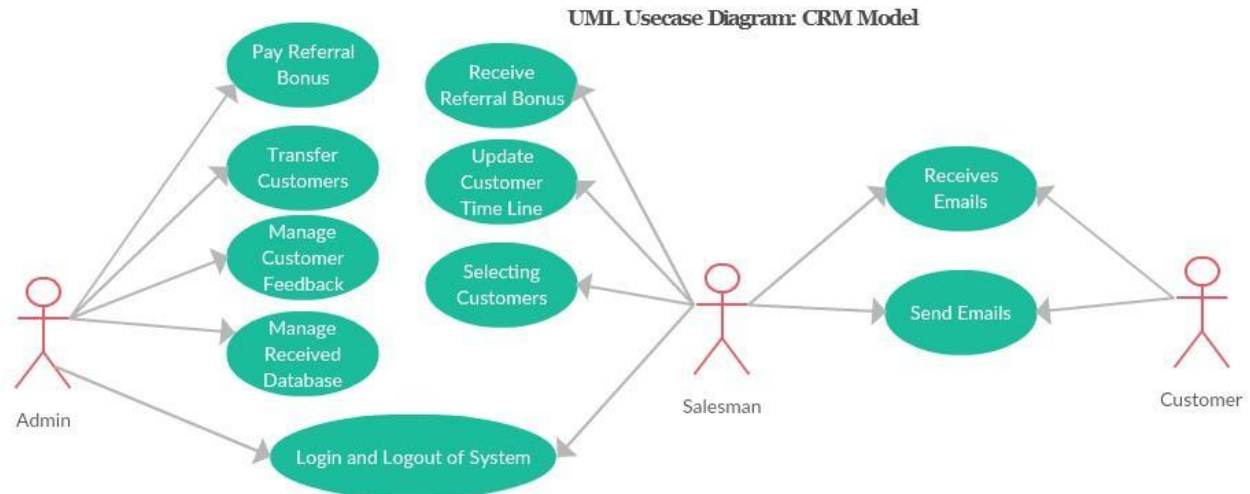 UML Usecase Diagram: CRM Model
Pay Referral
Bonus
Transfer
Customers
Manage
Customer
Feedback
Manage
Received
Database
Receive
Referral Bonus
Update
Customer
Time Line
Selecting
Customers
Login and Logout of System
Receives
Emails
Send Emails
Admin
Salesman
Customer